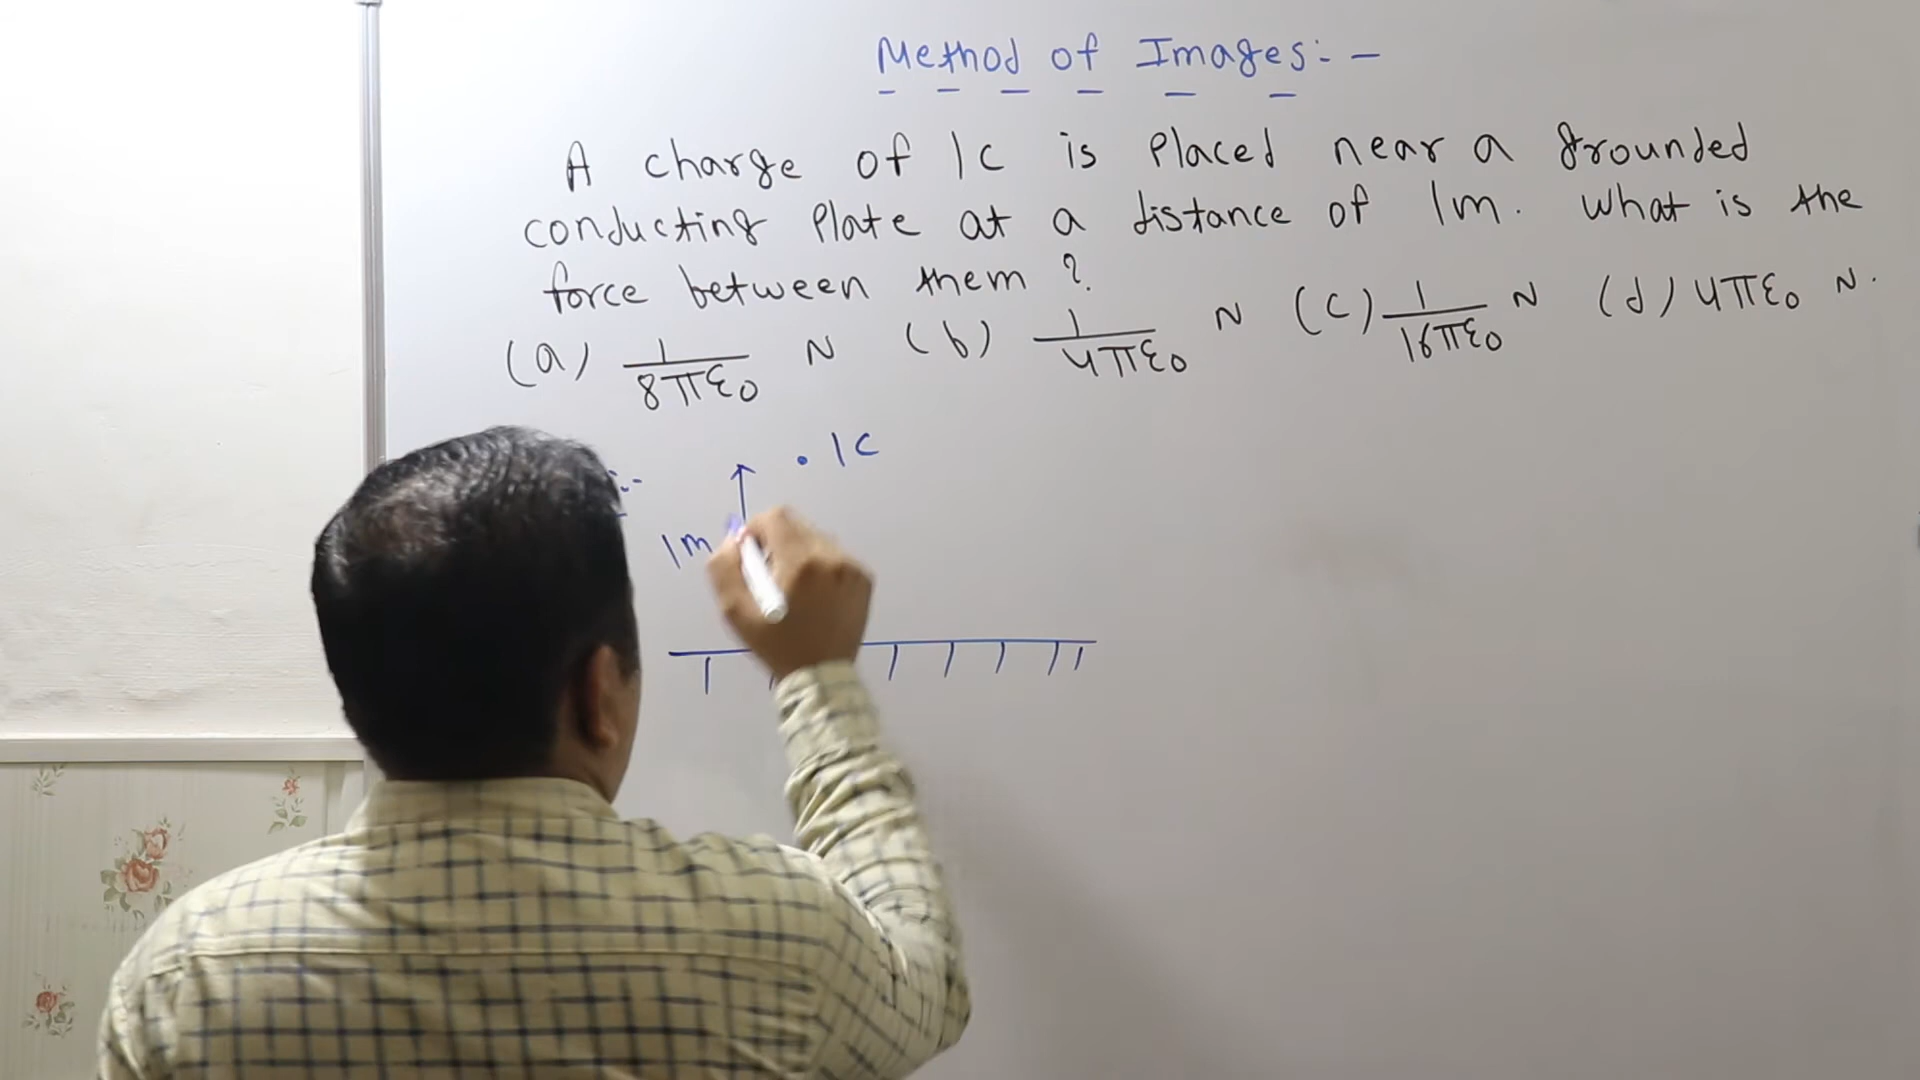 Method of Images:-
A charge of 1C is Placed near a grounded
conducting Plate at a distance of 1m. What is the
force between them ?
(a) 1/8πε₀ N (b) 1/4πε₀ N (c) 1/16πε₀ N (d) 4πε₀ N.
1C
1m